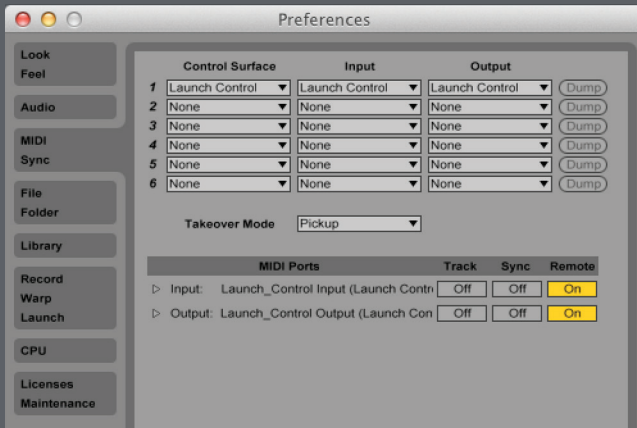 Preferences
Look
Feel
Audio
MIDI
Sync
File
Folder
Library
Record
Warp
Launch
CPU
Licenses
Maintenance
Control Surface Input Output
1 Launch Control Launch Control Launch Control Dump
2 None None None Dump
3 None None None Dump
4 None None None Dump
5 None None None Dump
6 None None None Dump
Takeover Mode Pickup
MIDI Ports Track Sync Remote
Input: Launch_Control Input (Launch Contr Off Off On
Output: Launch_Control Output (Launch Con Off Off On